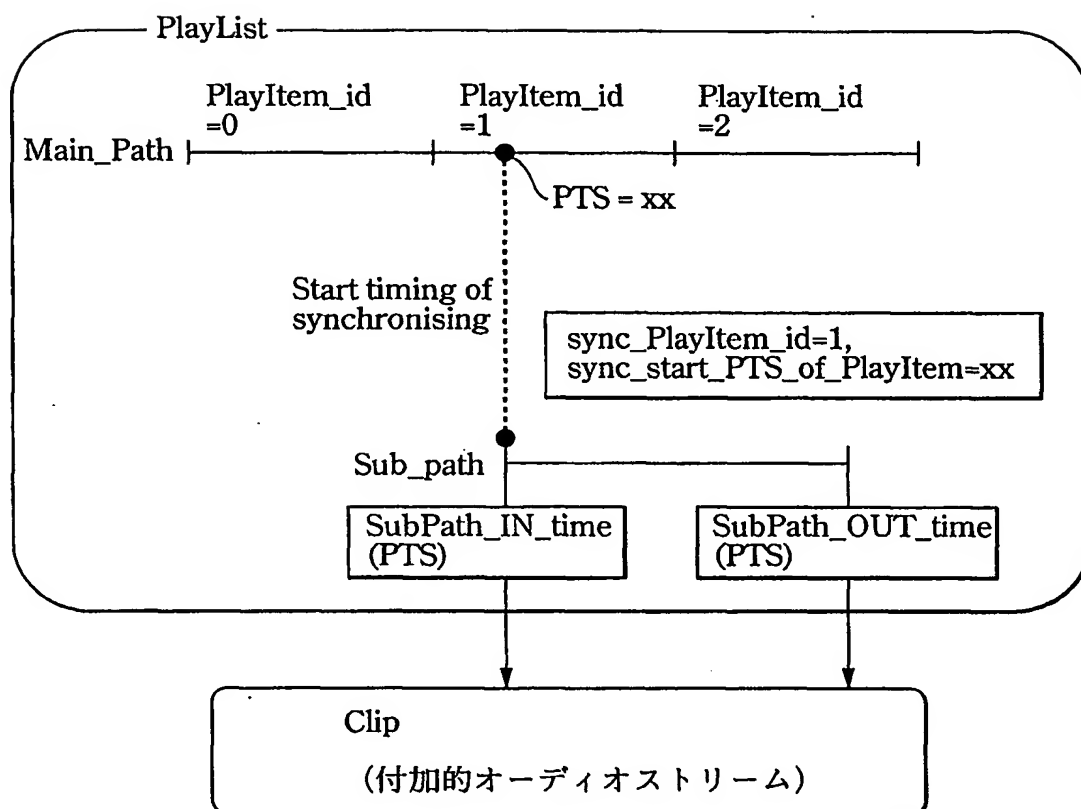 PlayList
PlayItem_id
=0
PlayItem_id
=1
PlayItem_id
=2
Main_Path
PTS = xx
Start timing of
synchronising
sync_PlayItem_id=1,
sync_start_PTS_of_PlayItem=xx
Sub_path
SubPath_IN_time
(PTS)
SubPath_OUT_time
(PTS)
Clip
(付加的オーディオストリーム)